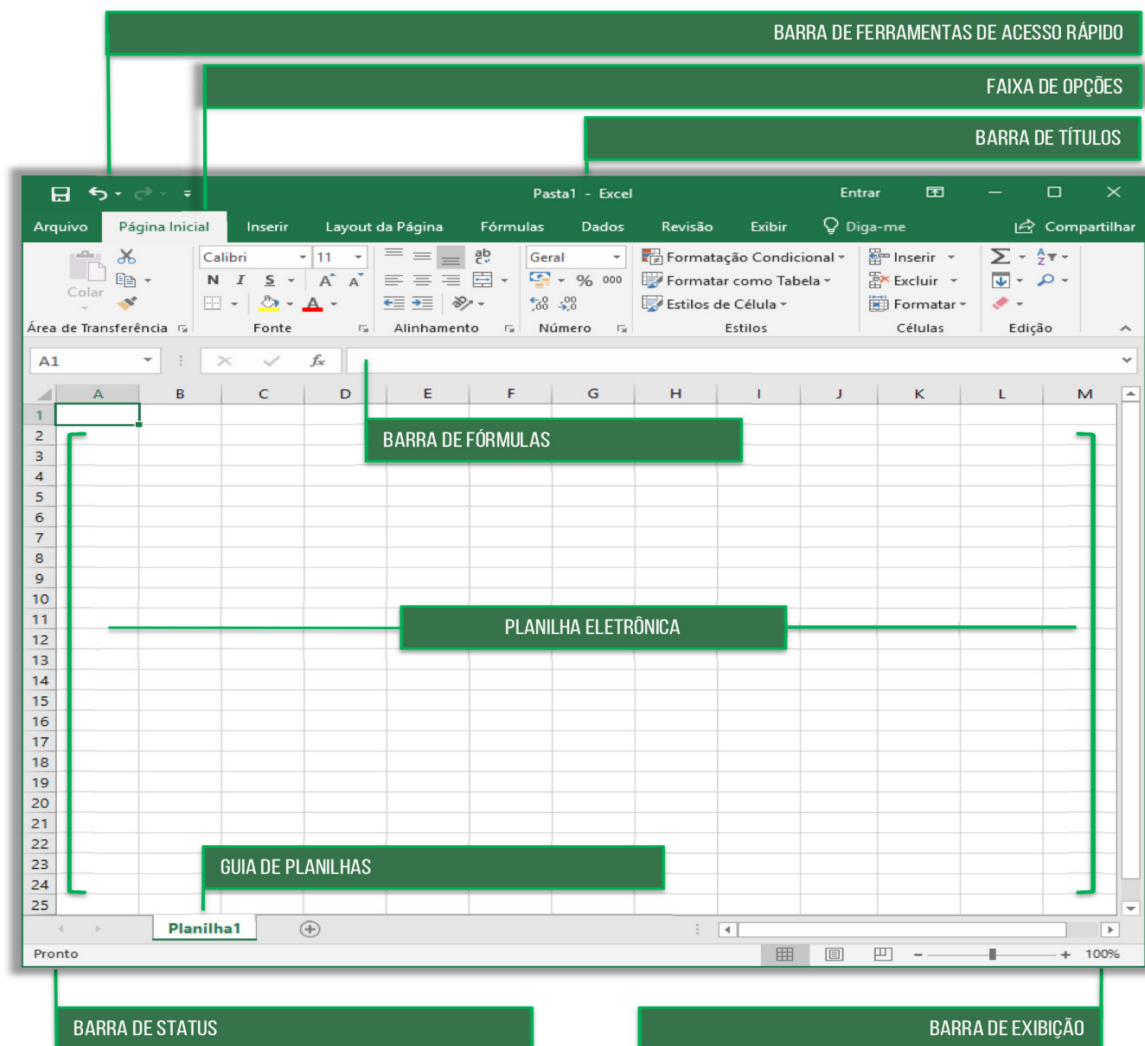 BARRA DE FERRAMENTAS DE ACESSO RÁPIDO
FAIXA DE OPÇÕES
BARRA DE TÍTULOS
Pasta1 - Excel Entrar
Arquivo Página Inicial Inserir Layout da Página Fórmulas Dados Revisão Exibir Diga-me Compartilhar
Colar
Calibri 11
N I S A A
A
ab
c
Geral
% 000
,00 ,00
,0
Formatação Condicional
Formatar como Tabela
Estilos de Célula
Inserir
Excluir
Formatar
Σ
A
Z
Área de Transferência Fonte Alinhamento Número Estilos Células Edição
A1 fx
A B C D E F G H I J K L M
1
2
BARRA DE FÓRMULAS
3
4
5
6
7
8
9
10
11
PLANILHA ELETRÔNICA
12
13
14
15
16
17
18
19
20
21
22
23
GUIA DE PLANILHAS
24
25
Planilha1
Pronto 100%
BARRA DE STATUS
BARRA DE EXIBIÇÃO